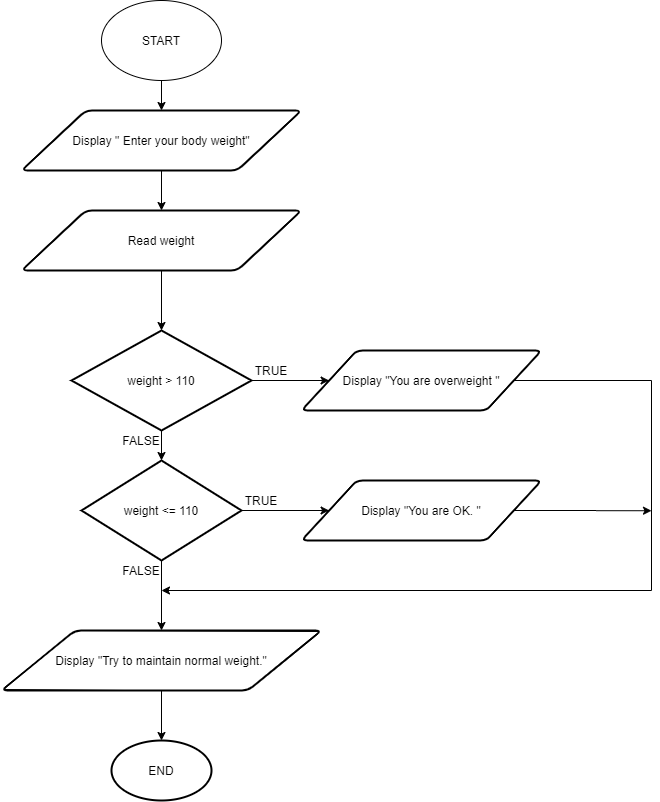 START
Display " Enter your body weight"
Read weight
weight > 110
TRUE
Display "You are overweight "
FALSE
weight <= 110
TRUE
Display "You are OK. "
FALSE
Display "Try to maintain normal weight."
END